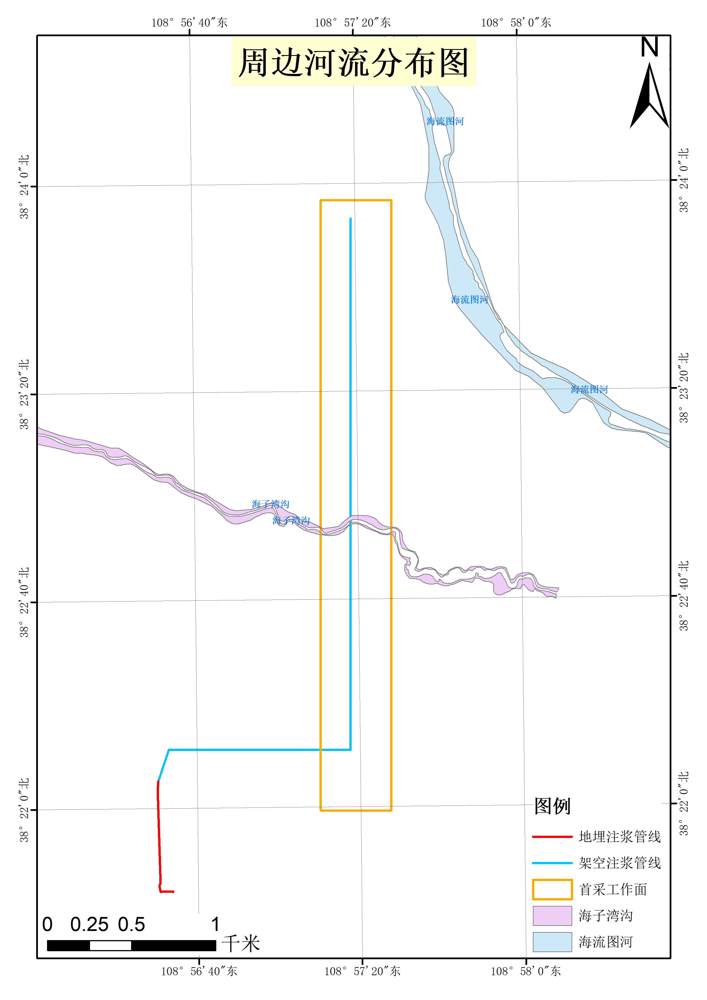 108° 56′40″东
108° 57′20″东
108° 58′0″东
周边河流分布图
N
海流图河
38° 24′0″北
38° 24′0″北
海流图河
38° 23′20″北
38° 23′20″北
海流图河
海子湾沟
海子湾沟
38° 22′40″北
38° 22′40″北
38° 22′0″北
38° 22′0″北
图例
地埋注浆管线
架空注浆管线
首采工作面
海子湾沟
海流图河
0 0.25 0.5 1
千米
108° 56′40″东
108° 57′20″东
108° 58′0″东